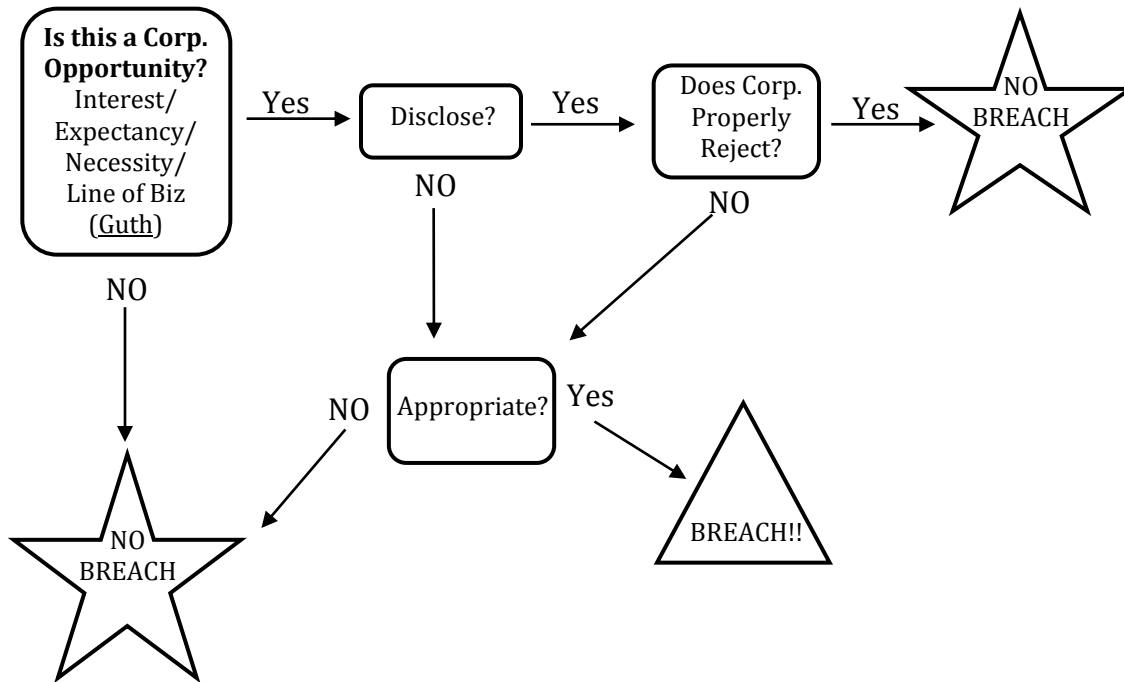 Is this a Corp.
Opportunity?
Interest/
Expectancy/
Necessity/
Line of Biz
(Guth)
Yes
Disclose?
Yes
Does Corp.
Properly
Reject?
Yes
NO
BREACH
NO
NO
NO
Appropriate?
NO
Yes
NO
BREACH
BREACH!!